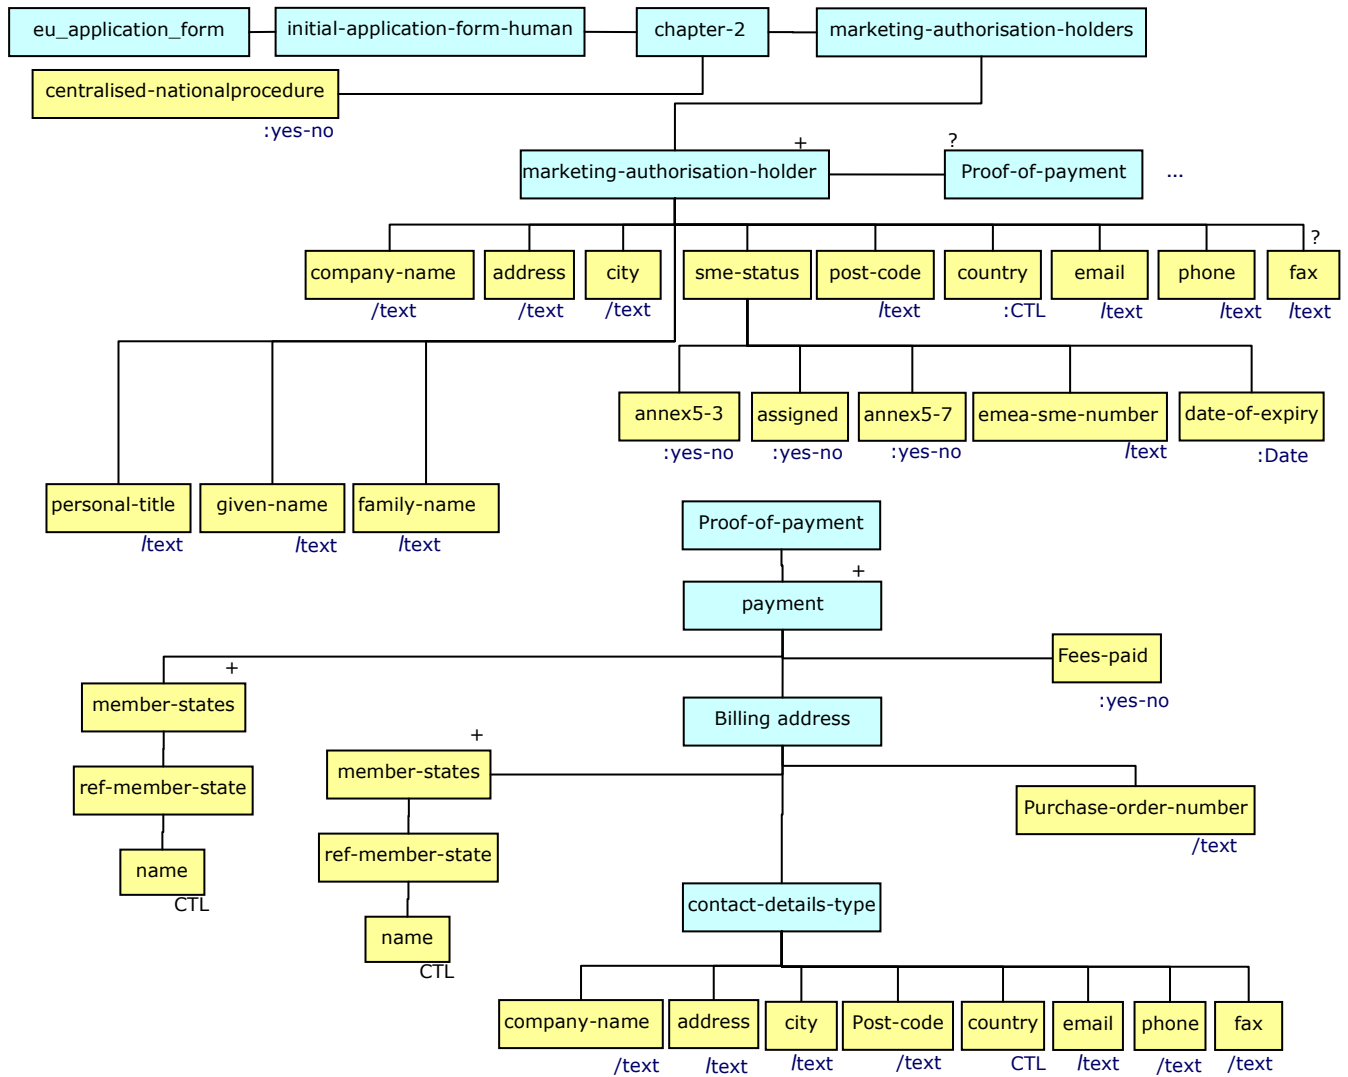 eu_application_form initial-application-form-human chapter-2 marketing-authorisation-holders
centralised-nationalprocedure
:yes-no
+ ?
marketing-authorisation-holder Proof-of-payment ...
?
company-name address city sme-status post-code country email phone fax
/text /text /text /text :CTL /text /text /text
annex5-3 assigned annex5-7 emea-sme-number date-of-expiry
:yes-no :yes-no :yes-no /text :Date
personal-title given-name family-name
/text /text /text
Proof-of-payment
+
payment
Fees-paid
:yes-no
+
member-states
Billing address
+
member-states
ref-member-state
Purchase-order-number
/text
ref-member-state
name
CTL
contact-details-type
name
CTL
company-name address city Post-code country email phone fax
/text /text /text /text CTL /text /text /text